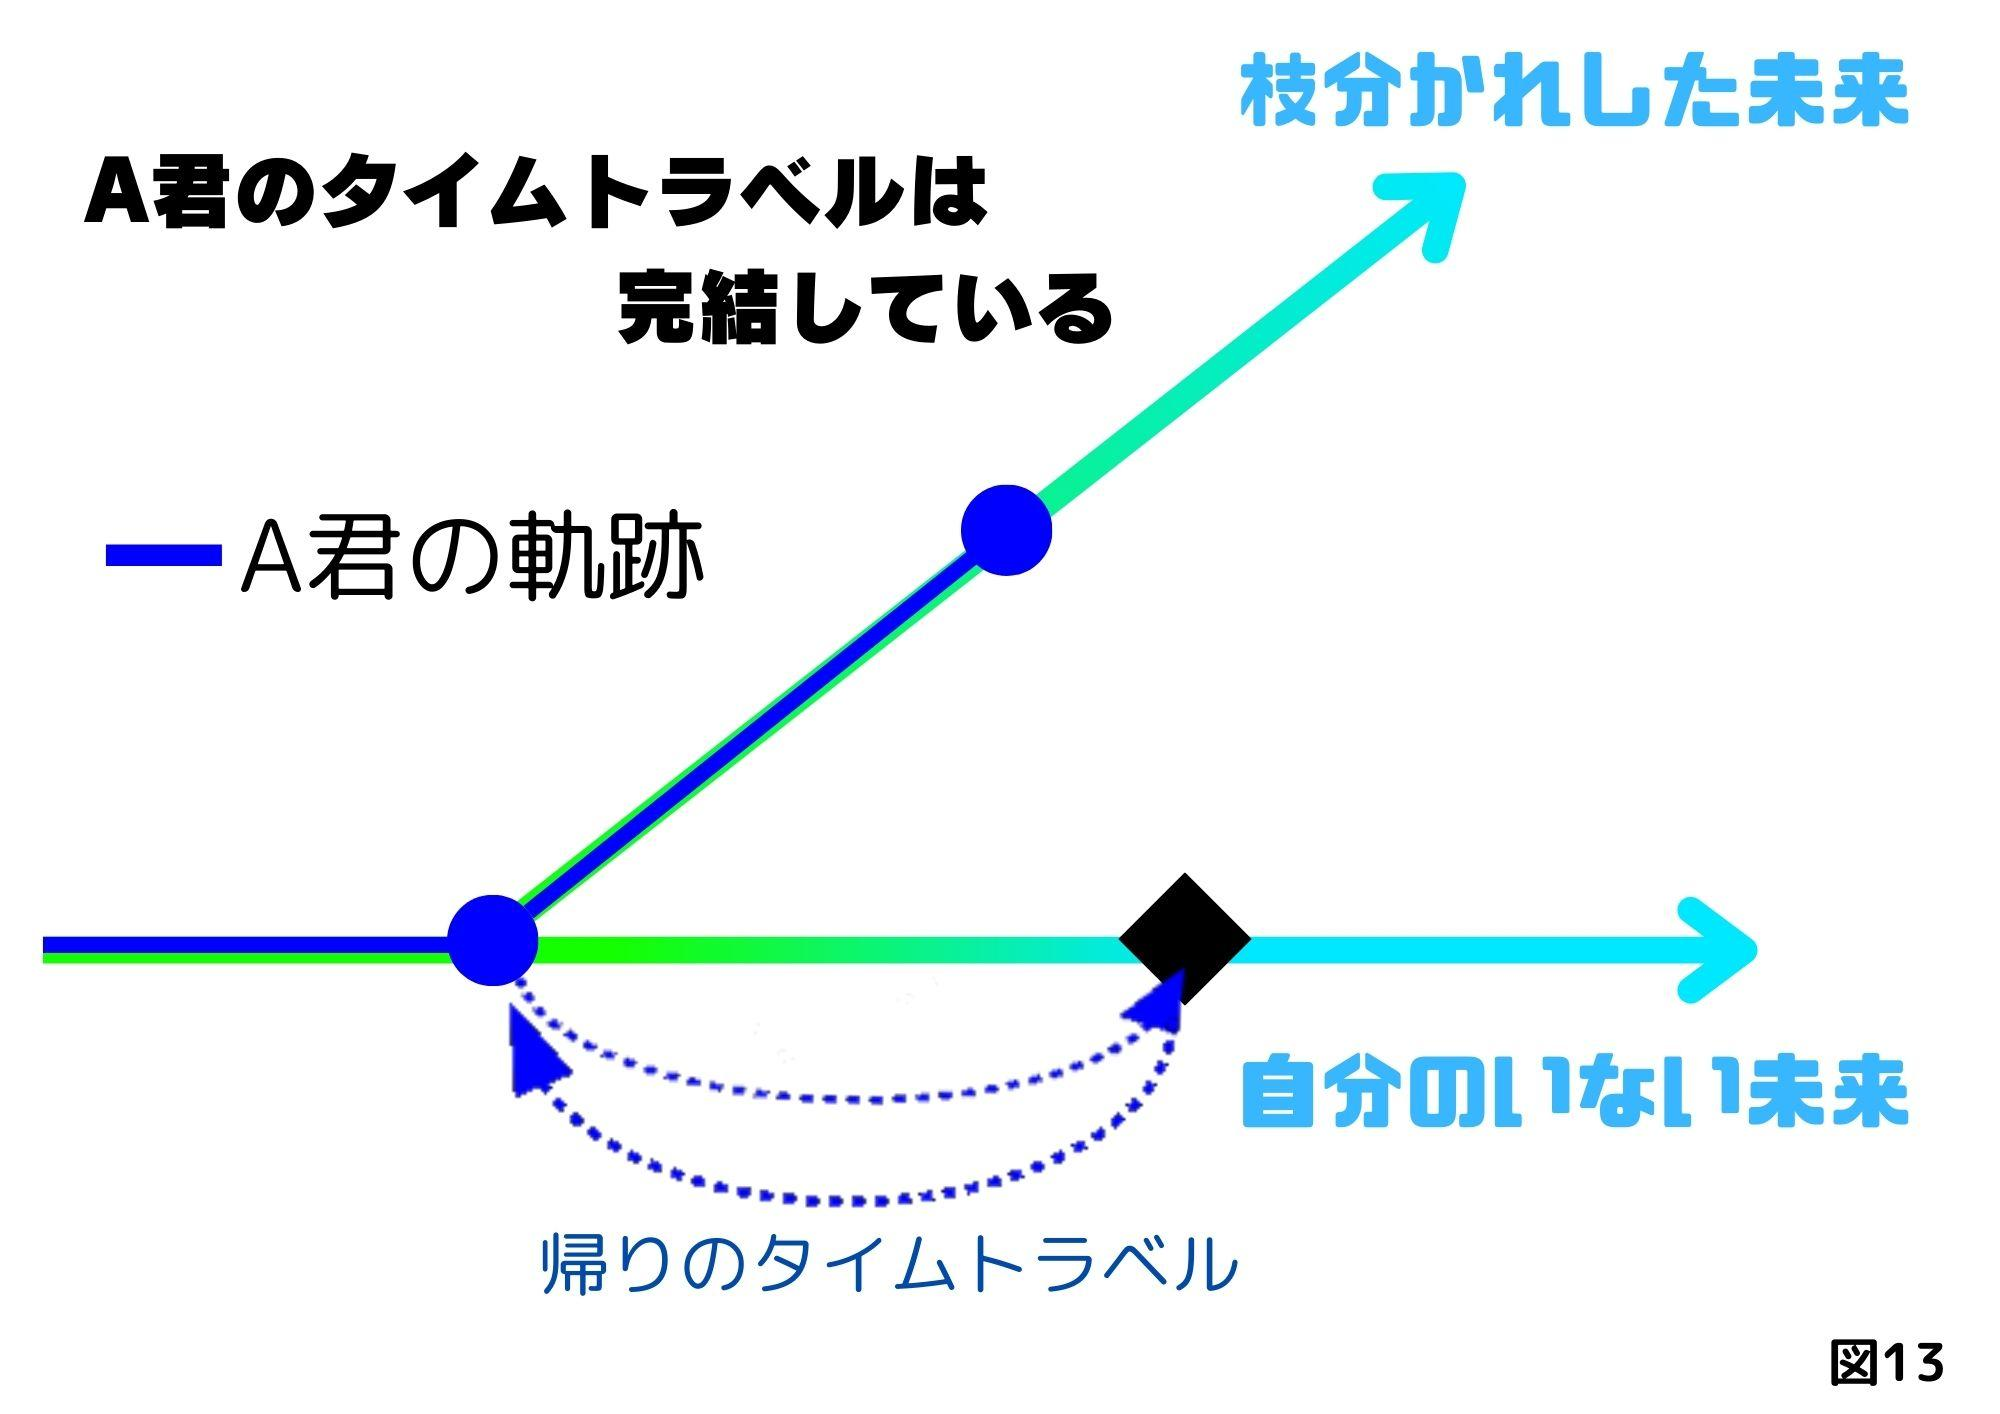 枝分かれした未来
A君のタイムトラベルは
完結している
A君の軌跡
自分のいない未来
帰りのタイムトラベル
図13